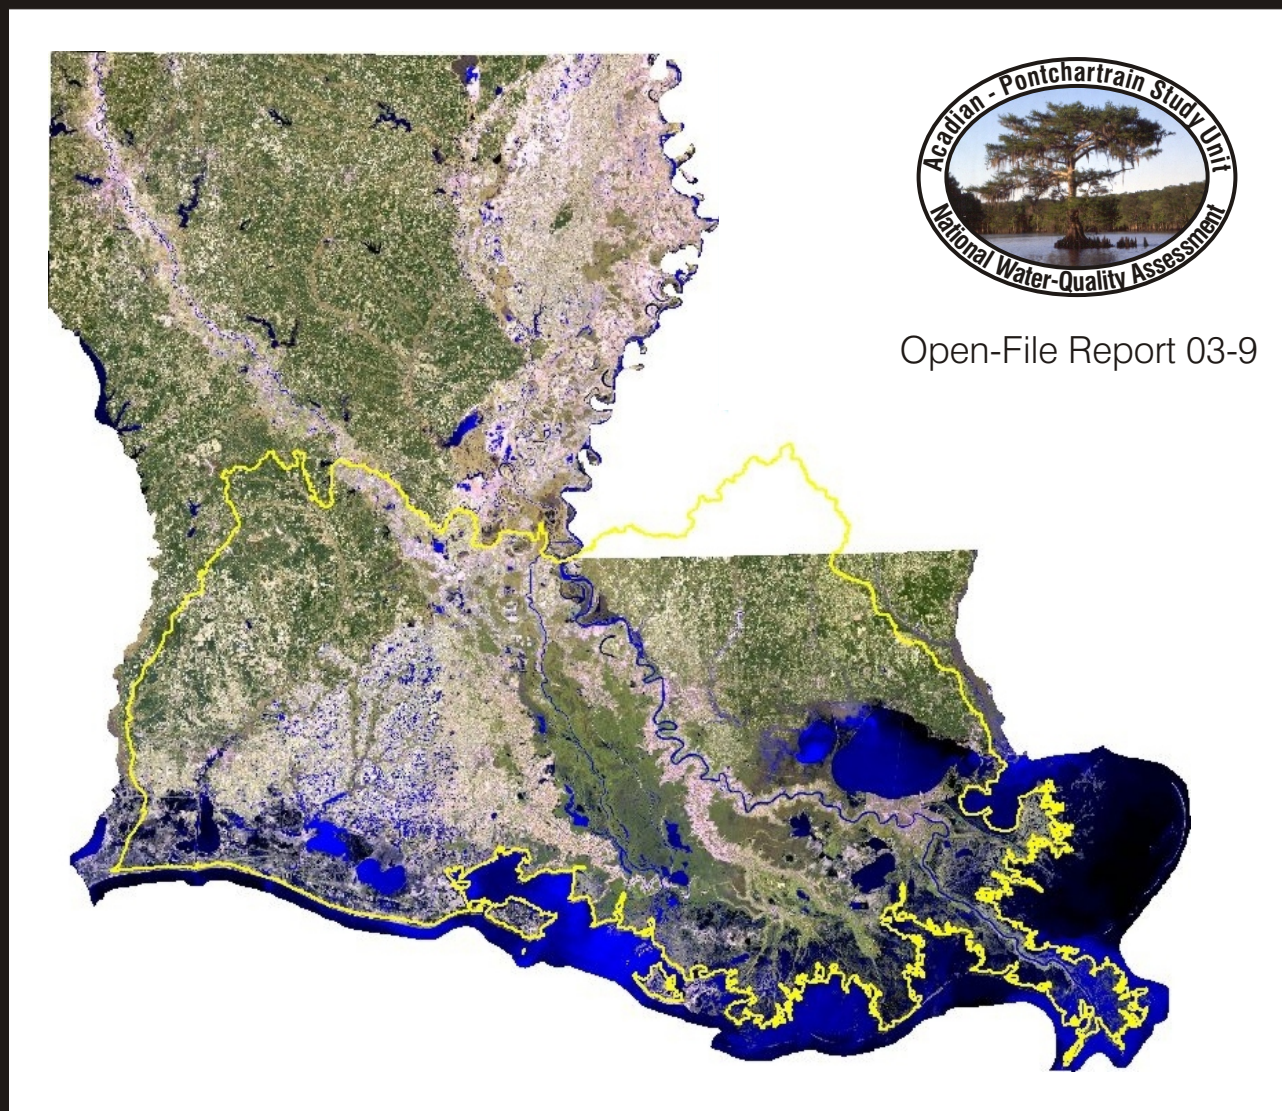 Acadian - Pontchartrain Study Unit
National Water-Quality Assessment
Open-File Report 03-9